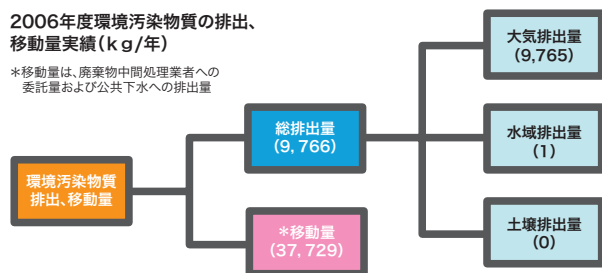 2006年度環境汚染物質の排出、
移動量実績（ｋｇ/年）
＊移動量は、廃棄物中間処理業者への
委託量および公共下水への排出量
環境汚染物質
排出、移動量
総排出量
(9,766)
＊移動量
(37,729)
大気排出量
(9,765)
水域排出量
(1)
土壌排出量
(0)